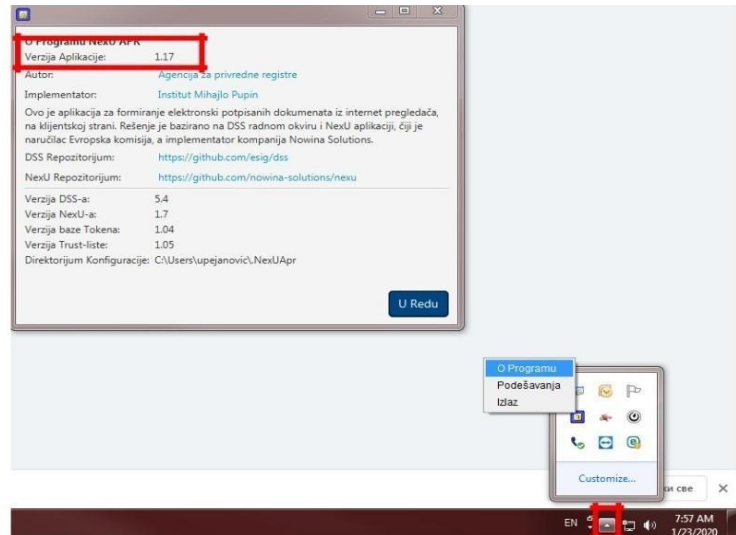 O Programu NexU APR
Verzija Aplikacije: 1.17
Autor: Agencija za privredne registre
Implementator: Institut Mihajlo Pupin
Ovo je aplikacija za formiranje elektronski potpisanih dokumenata iz internet pregledača,
na klijentskoj strani. Rešenje je bazirano na DSS radnom okviru i NexU aplikaciji, čiji je
naručilac Evropska komisija, a implementator kompanija Nowina Solutions.
DSS Repozitorijum: https://github.com/esig/dss
NexU Repozitorijum: https://github.com/nowina-solutions/nexu
Verzija DSS-a: 5.4
Verzija NexU-a: 1.7
Verzija baze Tokena: 1.04
Verzija Trust-liste: 1.05
Direktorijum Konfiguracije: C:\Users\upejanovic\.NexUApr
U Redu
O Programu
Podešavanja
Izlaz
Customize...
све
EN
7:57 AM
1/23/2020